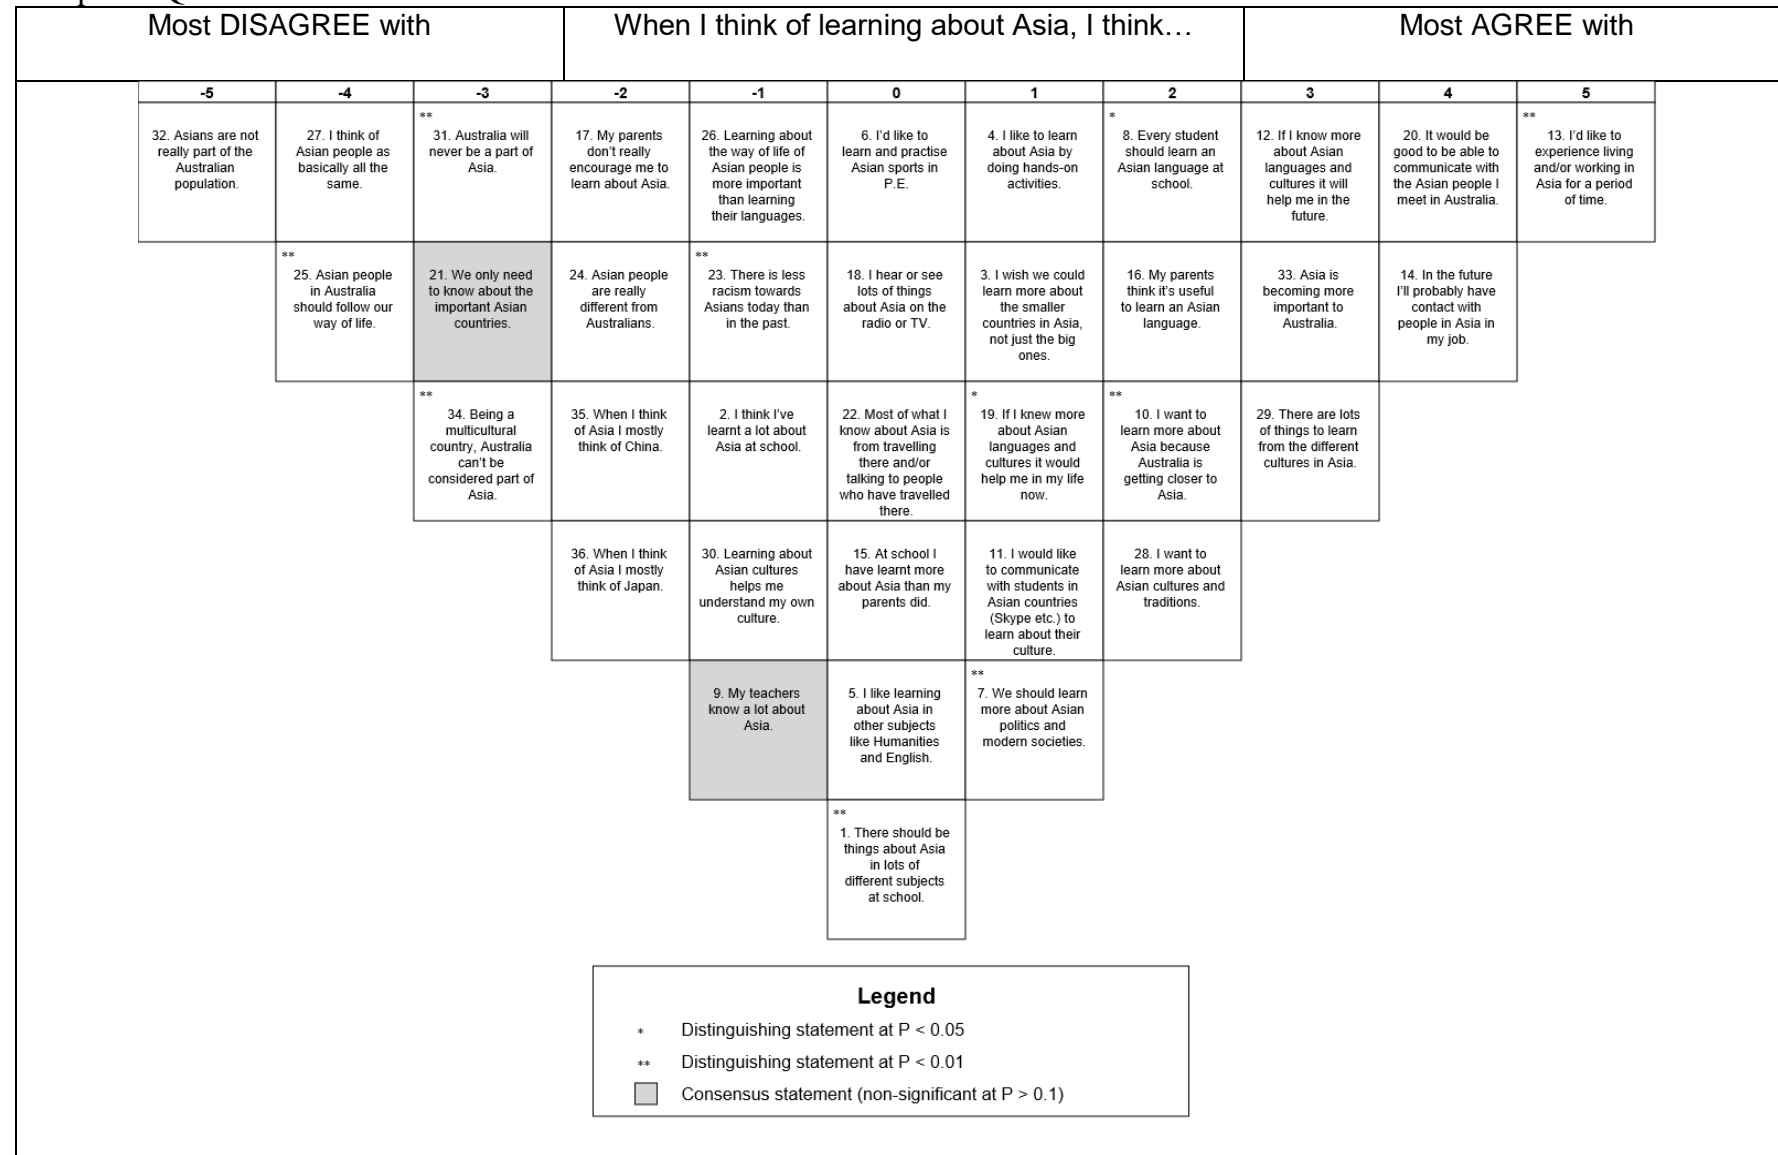 Most DISAGREE with
When I think of learning about Asia, I think…
Most AGREE with
-5 -4 -3 -2 -1 0 1 2 3 4 5
32. Asians are not
really part of the
Australian
population.
27. I think of
Asian people as
basically all the
same.
**
31. Australia will
never be a part of
Asia.
17. My parents
don't really
encourage me to
learn about Asia.
26. Learning about
the way of life of
Asian people is
more important
than learning
their languages.
6. I'd like to
learn and practise
Asian sports in
P.E.
4. I like to learn
about Asia by
doing hands-on
activities.
*
8. Every student
should learn an
Asian language at
school.
12. If I know more
about Asian
languages and
cultures it will
help me in the
future.
20. It would be
good to be able to
communicate with
the Asian people I
meet in Australia.
**
13. I'd like to
experience living
and/or working in
Asia for a period
of time.
**
25. Asian people
in Australia
should follow our
way of life.
21. We only need
to know about the
important Asian
countries.
24. Asian people
are really
different from
Australians.
**
23. There is less
racism towards
Asians today than
in the past.
18. I hear or see
lots of things
about Asia on the
radio or TV.
3. I wish we could
learn more about
the smaller
countries in Asia,
not just the big
ones.
16. My parents
think it's useful
to learn an Asian
language.
33. Asia is
becoming more
important to
Australia.
14. In the future
I'll probably have
contact with
people in Asia in
my job.
**
34. Being a
multicultural
country, Australia
can't be
considered part of
Asia.
35. When I think
of Asia I mostly
think of China.
2. I think I've
learnt a lot about
Asia at school.
22. Most of what I
know about Asia is
from travelling
there and/or
talking to people
who have travelled
there.
*
19. If I knew more
about Asian
languages and
cultures it would
help me in my life
now.
**
10. I want to
learn more about
Asia because
Australia is
getting closer to
Asia.
29. There are lots
of things to learn
from the different
cultures in Asia.
36. When I think
of Asia I mostly
think of Japan.
30. Learning about
Asian cultures
helps me
understand my own
culture.
15. At school I
have learnt more
about Asia than my
parents did.
11. I would like
to communicate
with students in
Asian countries
(Skype etc.) to
learn about their
culture.
28. I want to
learn more about
Asian cultures and
traditions.
9. My teachers
know a lot about
Asia.
5. I like learning
about Asia in
other subjects
like Humanities
and English.
**
7. We should learn
more about Asian
politics and
modern societies.
**
1. There should be
things about Asia
in lots of
different subjects
at school.
Legend
* Distinguishing statement at P < 0.05
** Distinguishing statement at P < 0.01
Consensus statement (non-significant at P > 0.1)